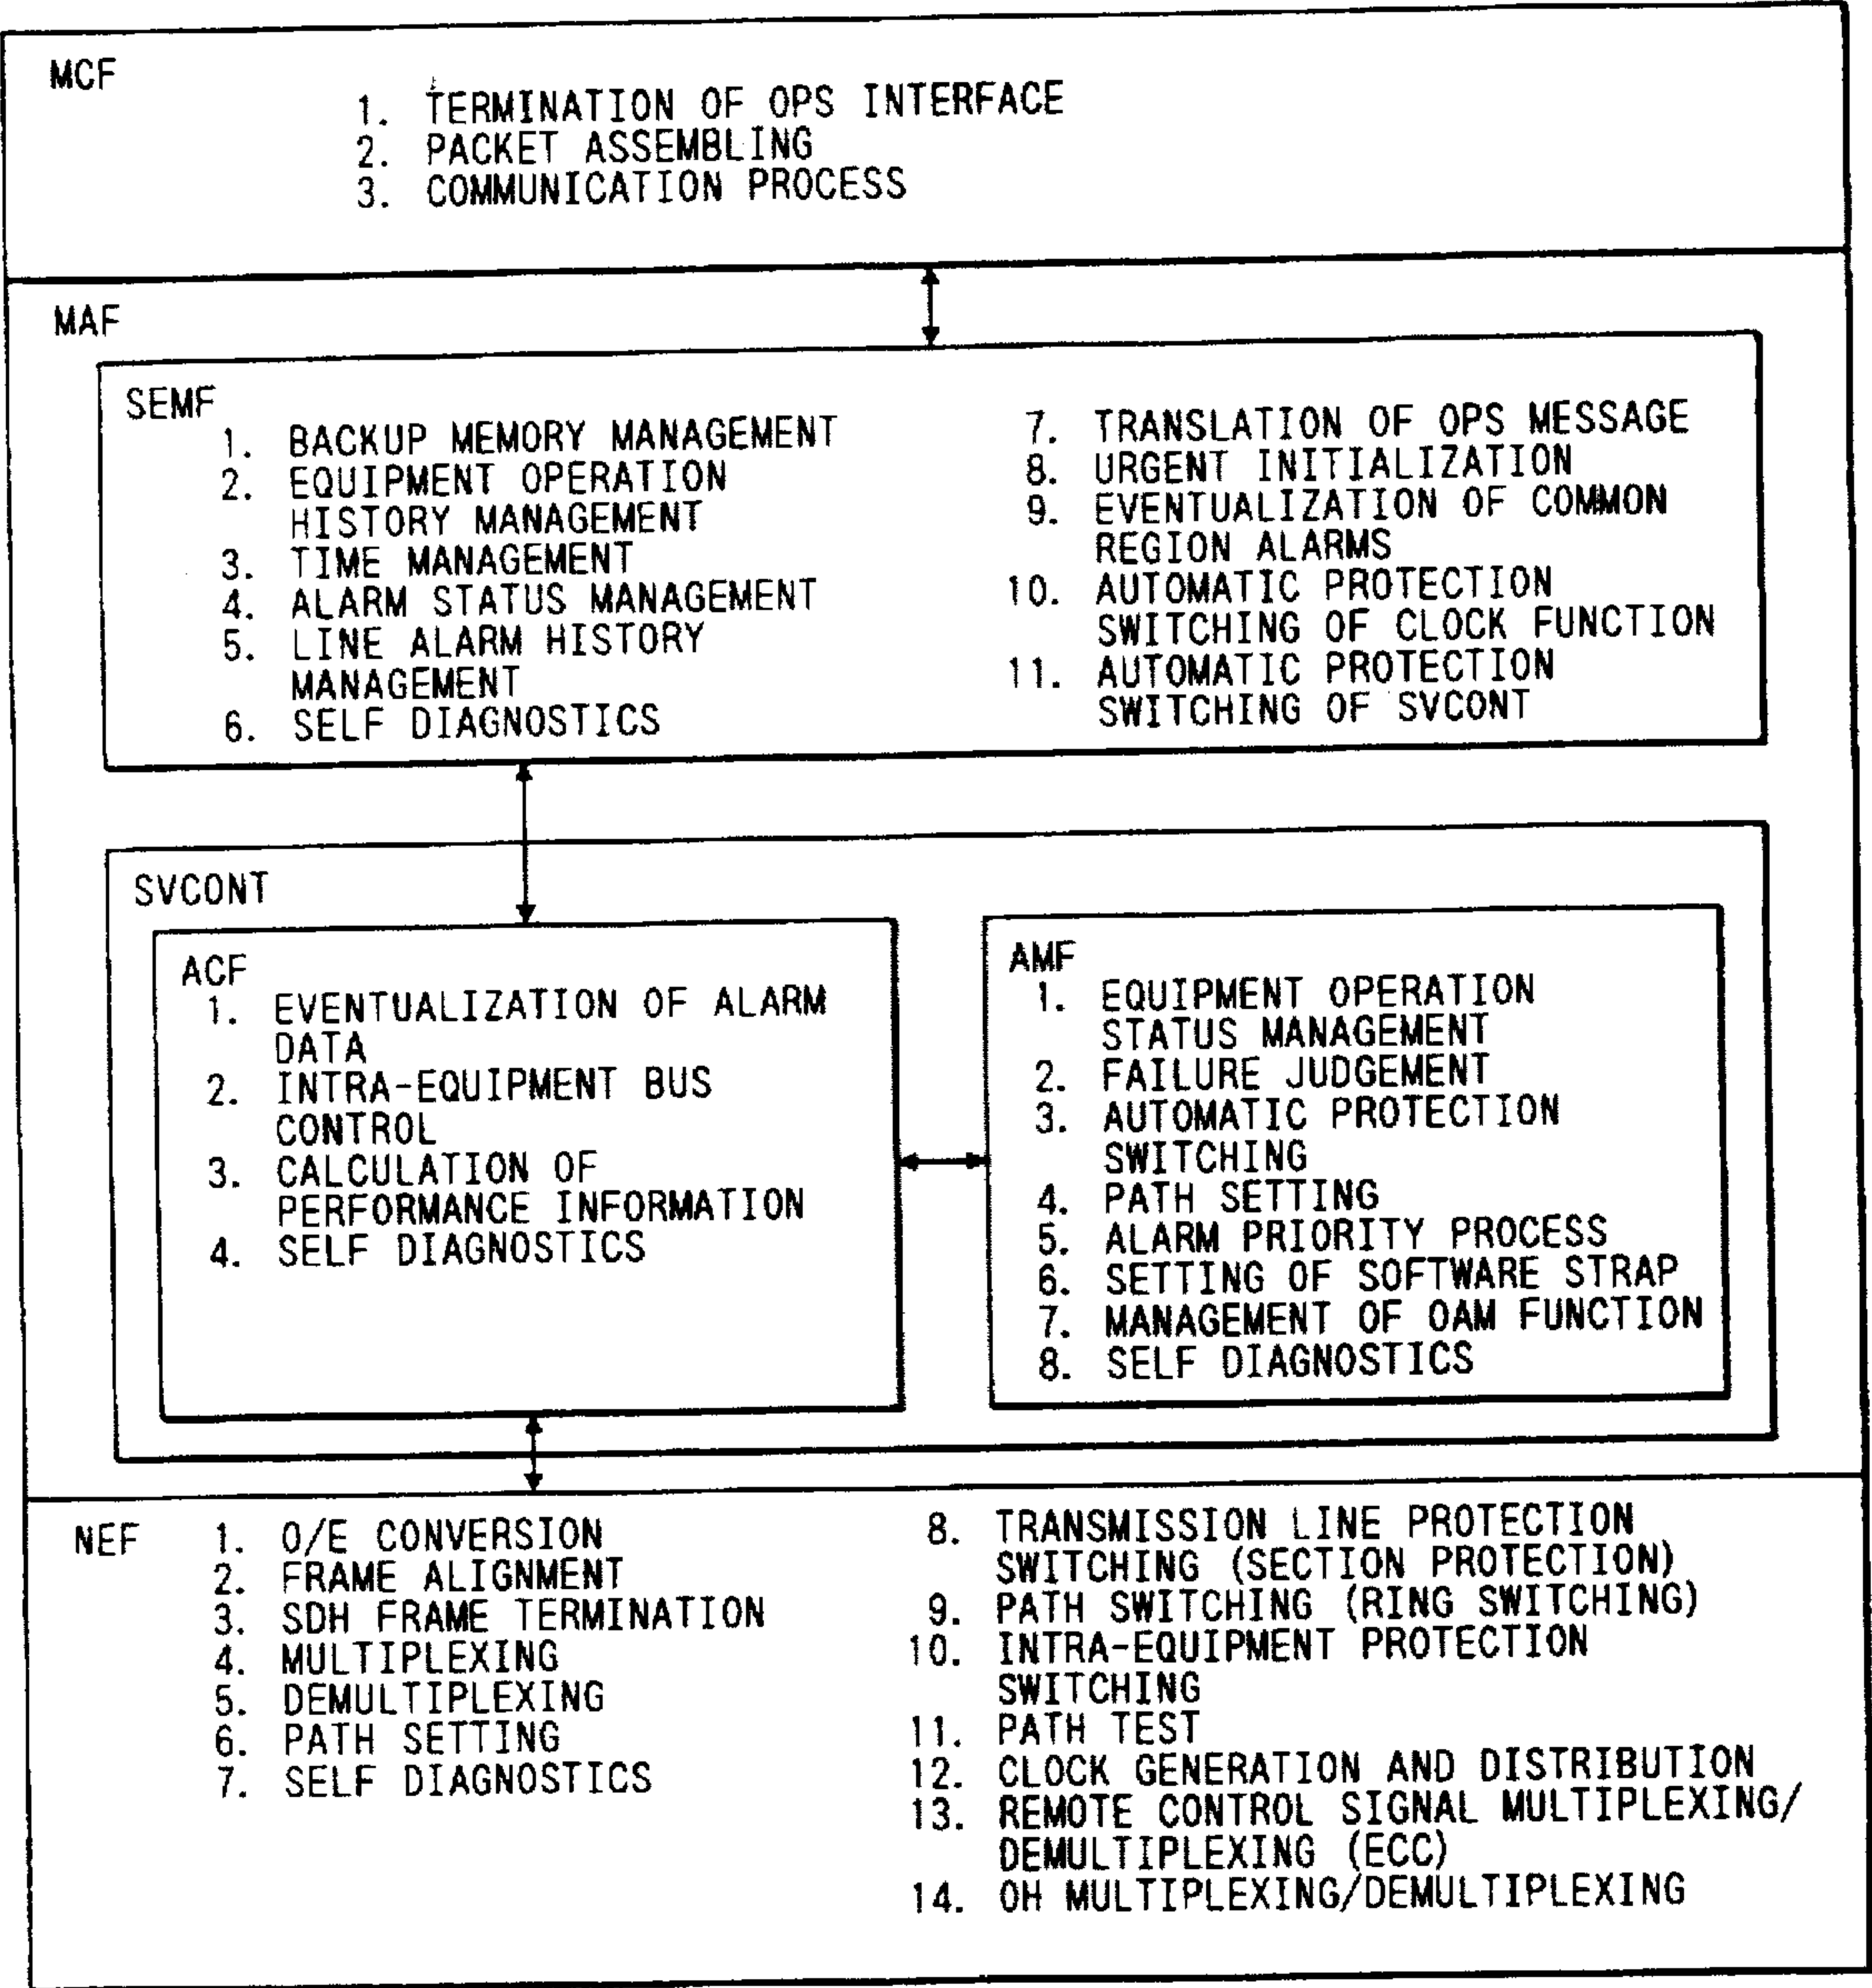 MCF
1. TERMINATION OF OPS INTERFACE
2. PACKET ASSEMBLING
3. COMMUNICATION PROCESS
MAF
SEMF
1. BACKUP MEMORY MANAGEMENT
2. EQUIPMENT OPERATION
HISTORY MANAGEMENT
3. TIME MANAGEMENT
4. ALARM STATUS MANAGEMENT
5. LINE ALARM HISTORY
MANAGEMENT
6. SELF DIAGNOSTICS
7. TRANSLATION OF OPS MESSAGE
8. URGENT INITIALIZATION
9. EVENTUALIZATION OF COMMON
REGION ALARMS
10. AUTOMATIC PROTECTION
SWITCHING OF CLOCK FUNCTION
11. AUTOMATIC PROTECTION
SWITCHING OF SVCONT
SVCONT
ACF
1. EVENTUALIZATION OF ALARM
DATA
2. INTRA-EQUIPMENT BUS
CONTROL
3. CALCULATION OF
PERFORMANCE INFORMATION
4. SELF DIAGNOSTICS
AMF
1. EQUIPMENT OPERATION
STATUS MANAGEMENT
2. FAILURE JUDGEMENT
3. AUTOMATIC PROTECTION
SWITCHING
4. PATH SETTING
5. ALARM PRIORITY PROCESS
6. SETTING OF SOFTWARE STRAP
7. MANAGEMENT OF OAM FUNCTION
8. SELF DIAGNOSTICS
NEF
1. O/E CONVERSION
2. FRAME ALIGNMENT
3. SDH FRAME TERMINATION
4. MULTIPLEXING
5. DEMULTIPLEXING
6. PATH SETTING
7. SELF DIAGNOSTICS
8. TRANSMISSION LINE PROTECTION
SWITCHING (SECTION PROTECTION)
9. PATH SWITCHING (RING SWITCHING)
10. INTRA-EQUIPMENT PROTECTION
SWITCHING
11. PATH TEST
12. CLOCK GENERATION AND DISTRIBUTION
13. REMOTE CONTROL SIGNAL MULTIPLEXING/
DEMULTIPLEXING (ECC)
14. OH MULTIPLEXING/DEMULTIPLEXING